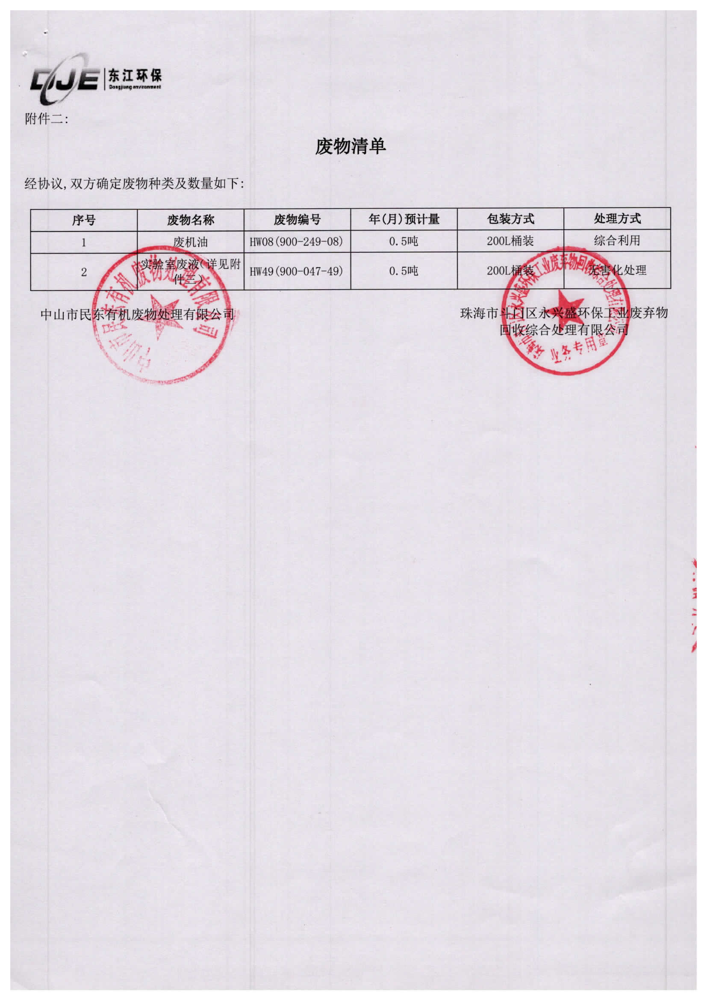 DJE 东江环保
Dongjiang environment
附件二:
废物清单
经协议,双方确定废物种类及数量如下:
序号 废物名称 废物编号 年(月)预计量 包装方式 处理方式
1 废机油 HW08(900-249-08) 0.5吨 200L桶装 综合利用
2 实验室废液(详见附件三) HW49(900-047-49) 0.5吨 200L桶装 无害化处理
中山市民东有机废物处理有限公司
珠海市斗门区永兴盛环保工业废弃物
回收综合处理有限公司
中山市民东有机废物处理有限公司
珠海市斗门区永兴盛环保工业废弃物回收综合处理有限公司
业务专用章